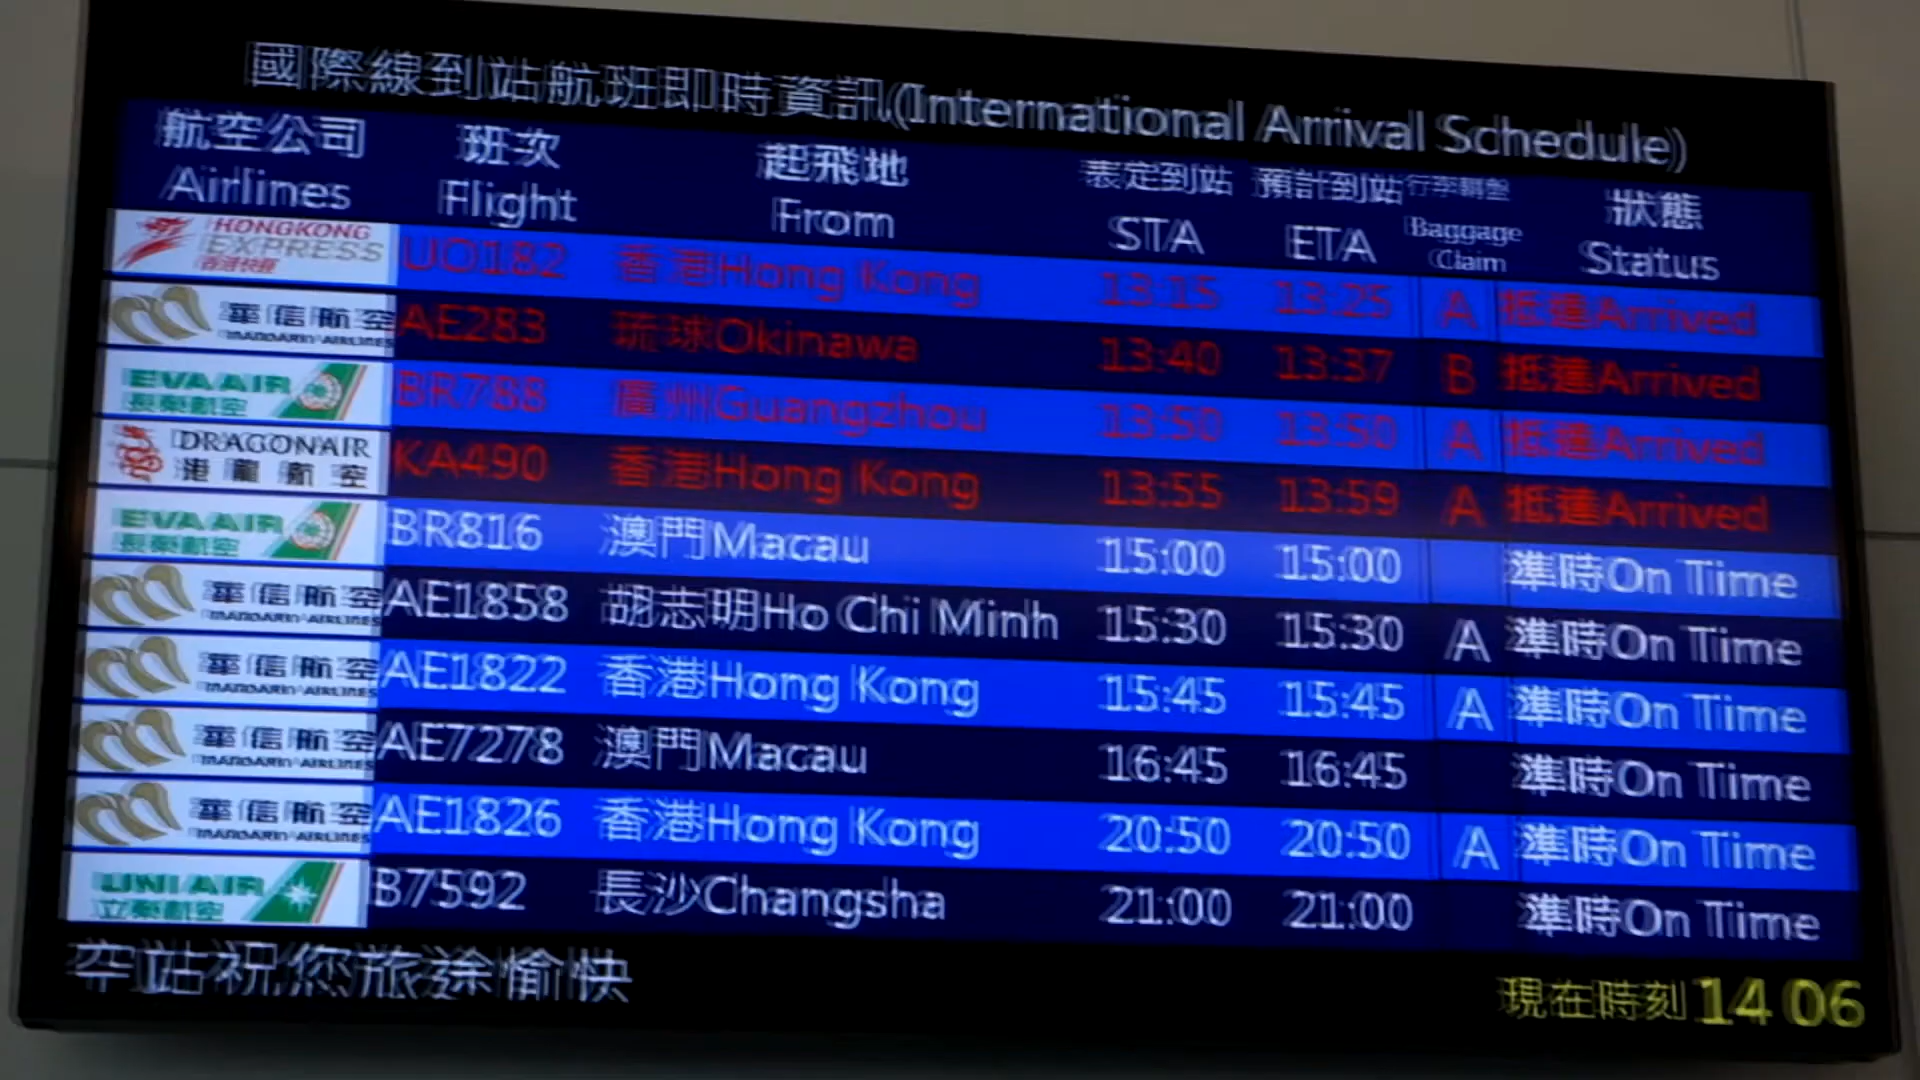 國際線到站航班即時資訊(International Arrival Schedule)
航空公司 班次 起飛地 表定到站 預計到站 行李轉盤 狀態
Airlines Flight From STA ETA Baggage Claim Status
HONGKONG EXPRESS 香港快運 UO182 香港Hong Kong 13:15 13:25 A 抵達Arrived
華信航空 MANDARIN AIRLINES AE283 琉球Okinawa 13:40 13:37 B 抵達Arrived
EVA AIR 長榮航空 BR788 廣州Guangzhou 13:50 13:50 A 抵達Arrived
DRAGONAIR 港龍航空 KA490 香港Hong Kong 13:55 13:59 A 抵達Arrived
EVA AIR 長榮航空 BR816 澳門Macau 15:00 15:00 準時On Time
華信航空 MANDARIN AIRLINES AE1858 胡志明Ho Chi Minh 15:30 15:30 A 準時On Time
華信航空 MANDARIN AIRLINES AE1822 香港Hong Kong 15:45 15:45 A 準時On Time
華信航空 MANDARIN AIRLINES AE7278 澳門Macau 16:45 16:45 準時On Time
華信航空 MANDARIN AIRLINES AE1826 香港Hong Kong 20:50 20:50 A 準時On Time
UNI AIR 立榮航空 B7592 長沙Changsha 21:00 21:00 準時On Time
空站祝您旅途愉快 現在時刻 14 06